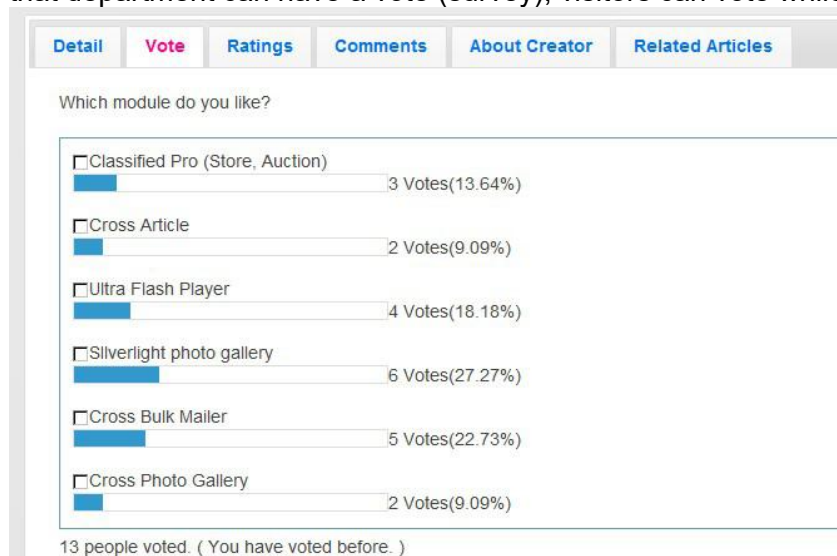 that department can have a vote (survey), visitors can vote
Detail Vote Ratings Comments About Creator Related Articles
Which module do you like?
Classified Pro (Store, Auction)
3 Votes(13.64%)
Cross Article
2 Votes(9.09%)
Ultra Flash Player
4 Votes(18.18%)
Sllverlight photo gallery
6 Votes(27.27%)
Cross Bulk Mailer
5 Votes(22.73%)
Cross Photo Gallery
2 Votes(9.09%)
13 people voted. ( You have voted before. )